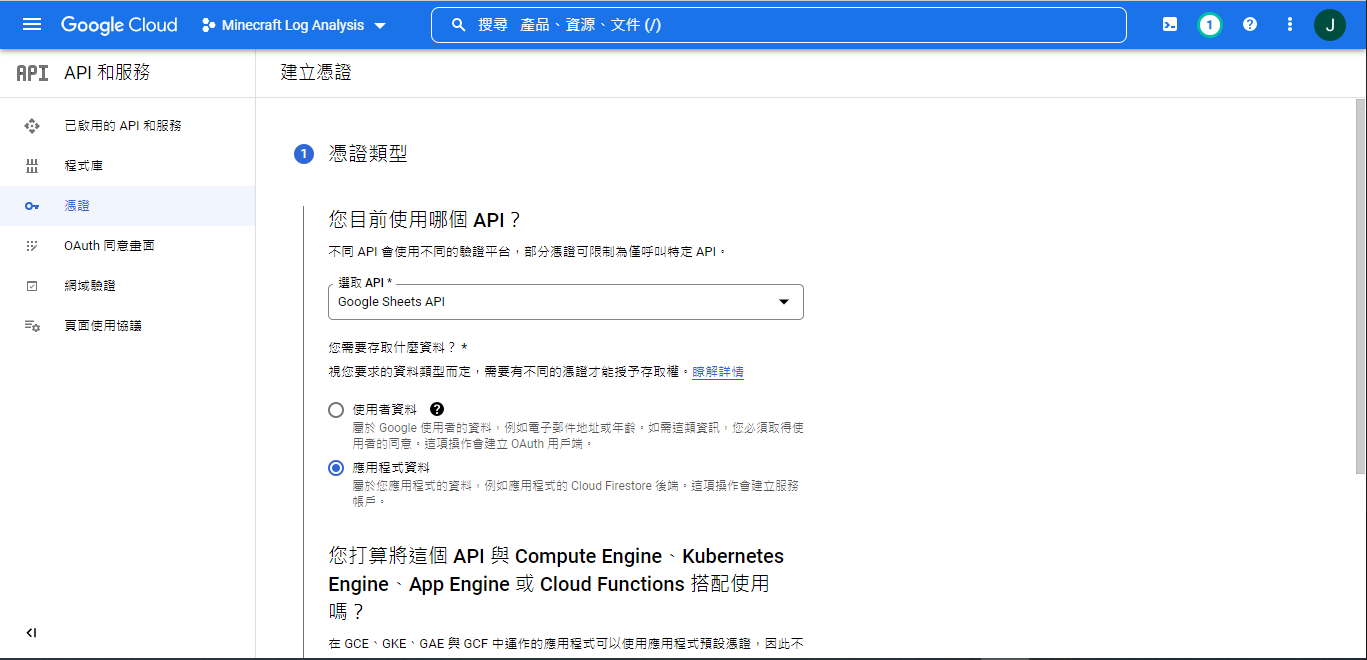 Google Cloud
Minecraft Log Analysis
搜尋 產品、資源、文件 (/)
1
J
API API 和服務
建立憑證
已啟用的 API 和服務
程式庫
憑證
OAuth 同意畫面
網域驗證
頁面使用協議
1 憑證類型
您目前使用哪個 API？
不同 API 會使用不同的驗證平台，部分憑證可限制為僅呼叫特定 API。
選取 API *
Google Sheets API
您需要存取什麼資料？ *
視您要求的資料類型而定，需要有不同的憑證才能授予存取權。瞭解詳情
使用者資料
屬於 Google 使用者的資料，例如電子郵件地址或年齡。如需這類資訊，您必須取得使
用者的同意。這項操作會建立 OAuth 用戶端。
應用程式資料
屬於您應用程式的資料，例如應用程式的 Cloud Firestore 後端。這項操作會建立服務
帳戶。
您打算將這個 API 與 Compute Engine、Kubernetes
Engine、App Engine 或 Cloud Functions 搭配使用
嗎？
在 GCE、GKE、GAE 與 GCF 中運作的應用程式可以使用應用程式預設憑證，因此不